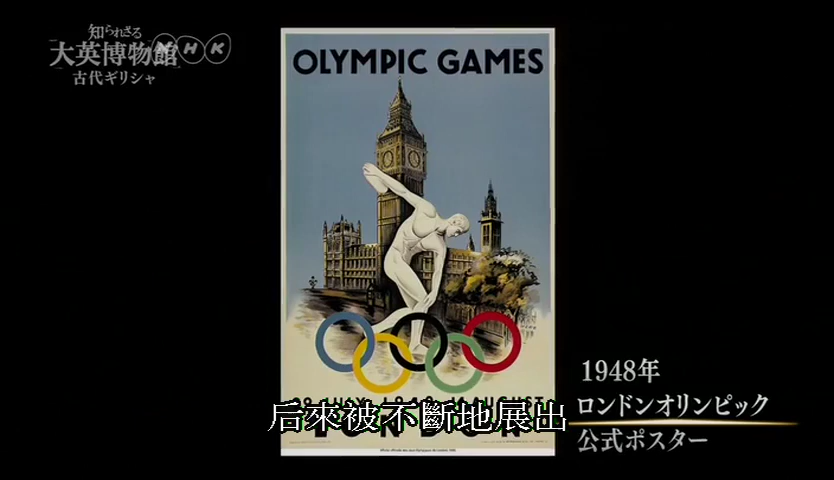 知られざる
大英博物館
NHK
古代ギリシャ
OLYMPIC GAMES
1948年
ロンドンオリンピック
公式ポスター
后來被不斷地展出
LONDON